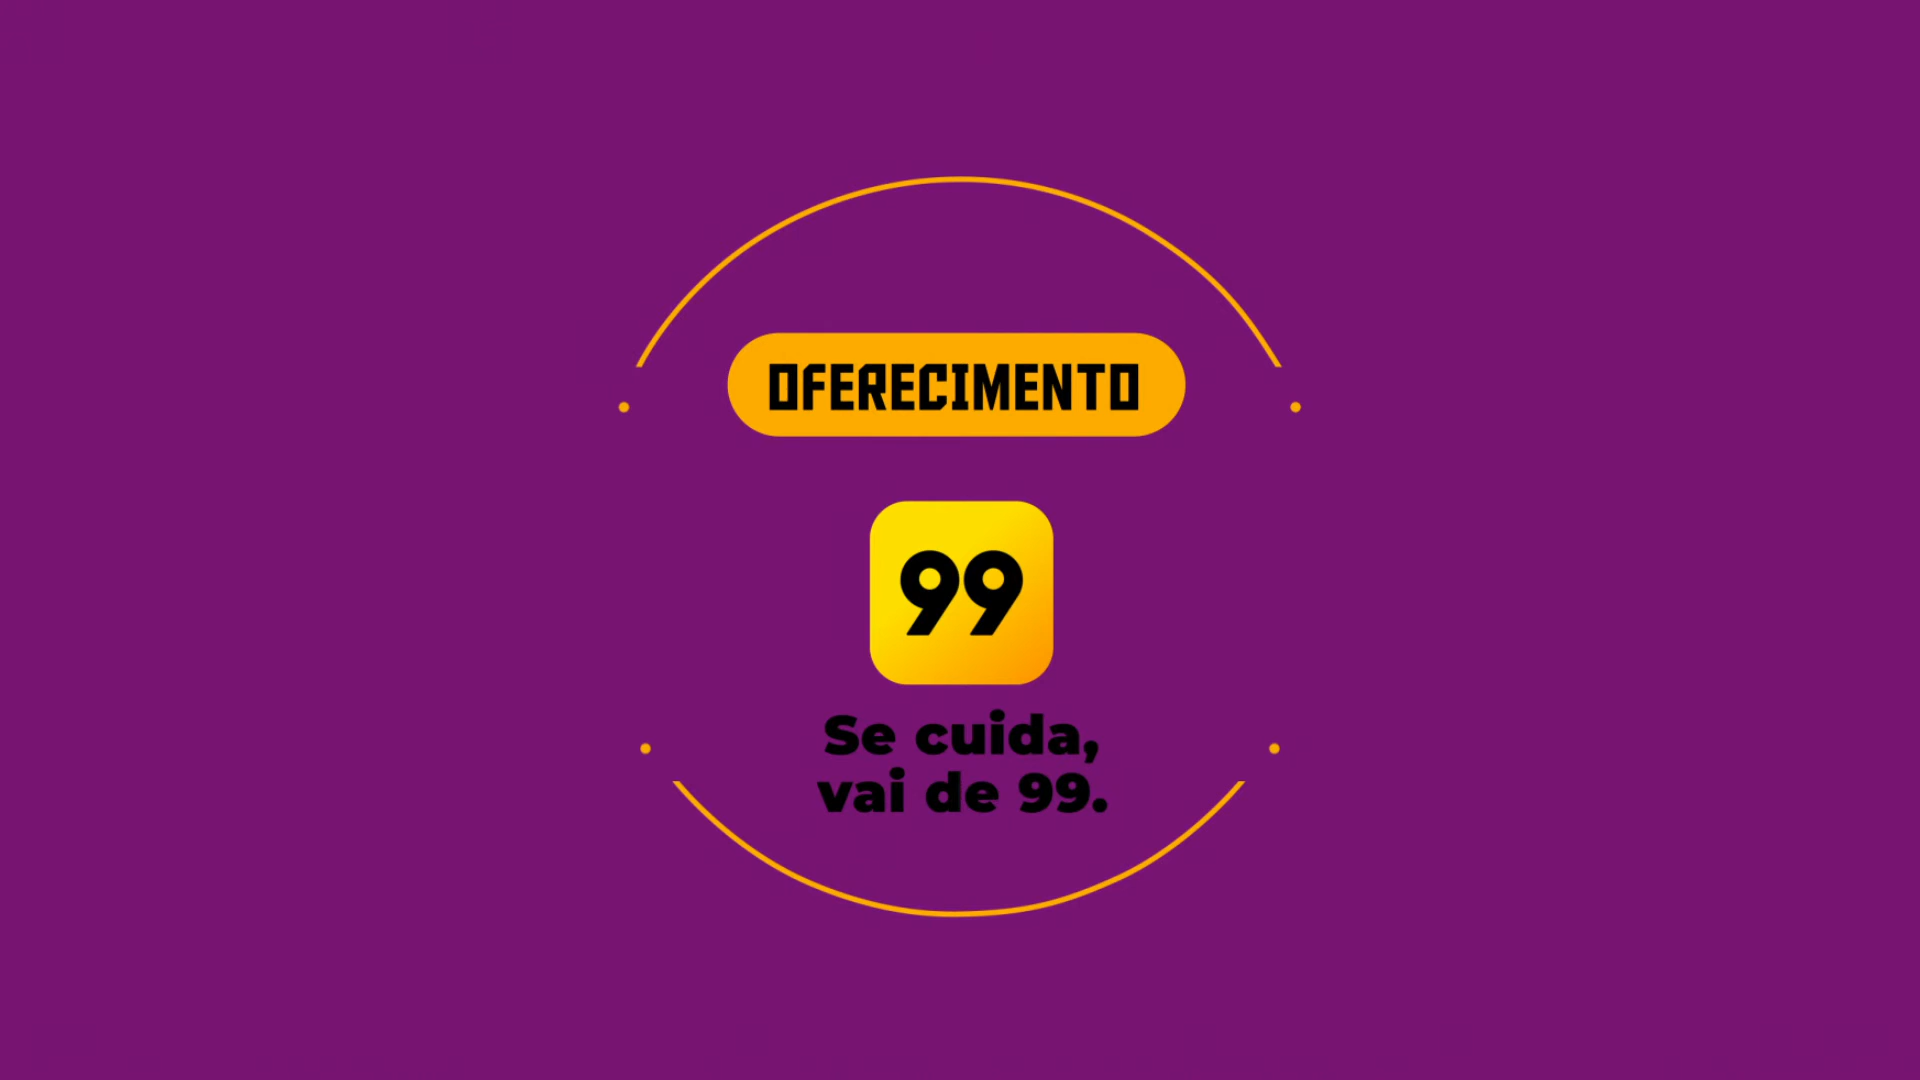 OFERECIMENTO
99
Se cuida,
vai de 99.